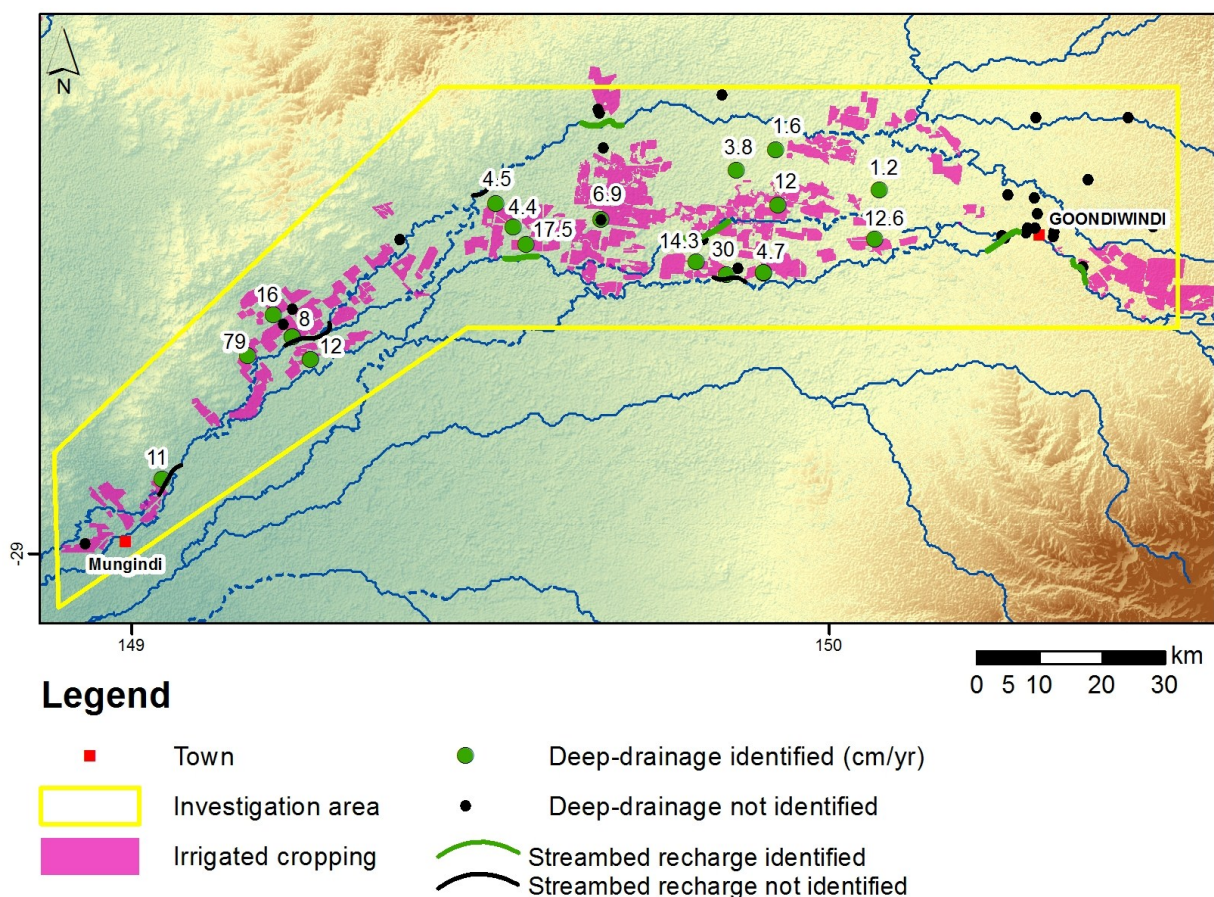 N
1.6
3.8
4.5
1.2
12
6.9
4.4
GOONDIWINDI
17.5
12.6
14.3
30
4.7
16
8
79
12
11
-29
Mungindi
149
150
km
0 5 10 20 30
Legend
Town
Deep-drainage identified (cm/yr)
Investigation area
Deep-drainage not identified
Irrigated cropping
Streambed recharge identified
Streambed recharge not identified